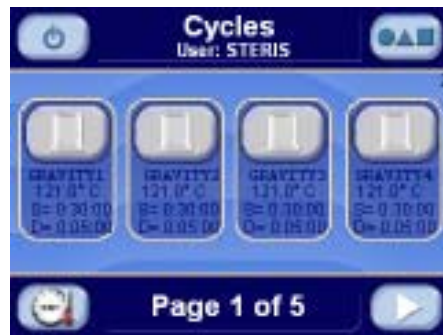 Cycles
User: STERIS
GRAVITY1 GRAVITY2 GRAVITY3 GRAVITY4
121.0° C 121.0° C 121.0° C 121.0° C
S= 0:30:00 S= 0:30:00 S= 0:30:00 S= 0:30:00
D= 0:05:00 D= 0:05:00 D= 0:05:00 D= 0:05:00
Page 1 of 5